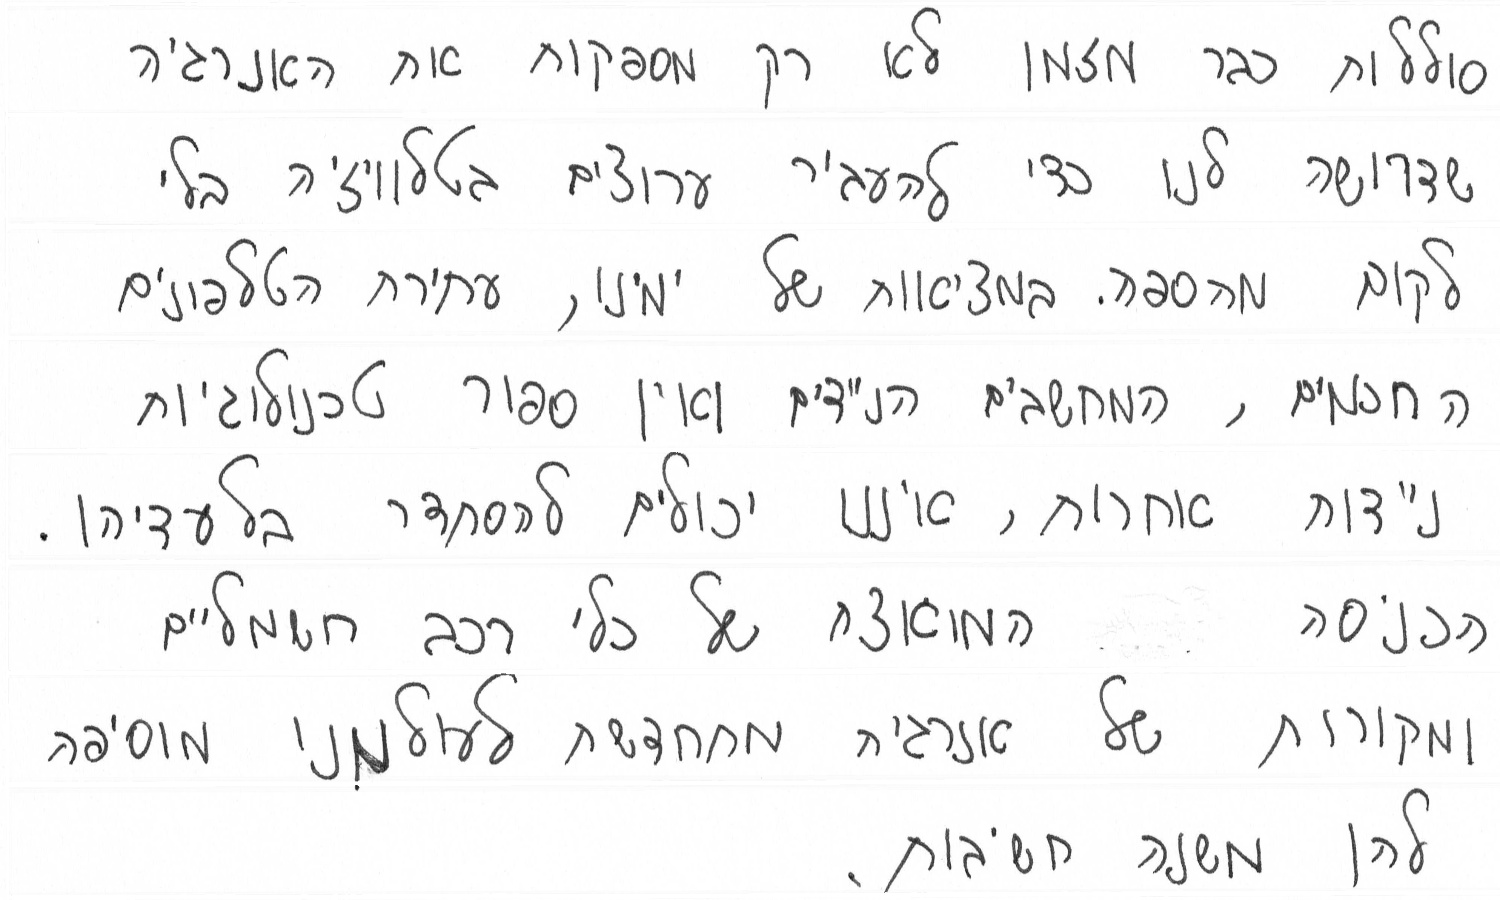 סוללות כבר מזמן לא רק מספקות את האנרגיה
שדרושה לנו כדי להעביר ערוצים בטלוויזיה בלי
לקום מהספה. במציאות של ימינו, עתירת הטלפונים
החכמים, המחשבים הניידים ואין ספור טכנולוגיות
ניידות אחרות, איננו יכולים להסתדר בלעדיהן.
הכניסה המואצת של כלי רכב חשמליים
ומקורות של אנרגיה מתחדשת לעולמנו מוסיפה
להן משנה חשיבות.